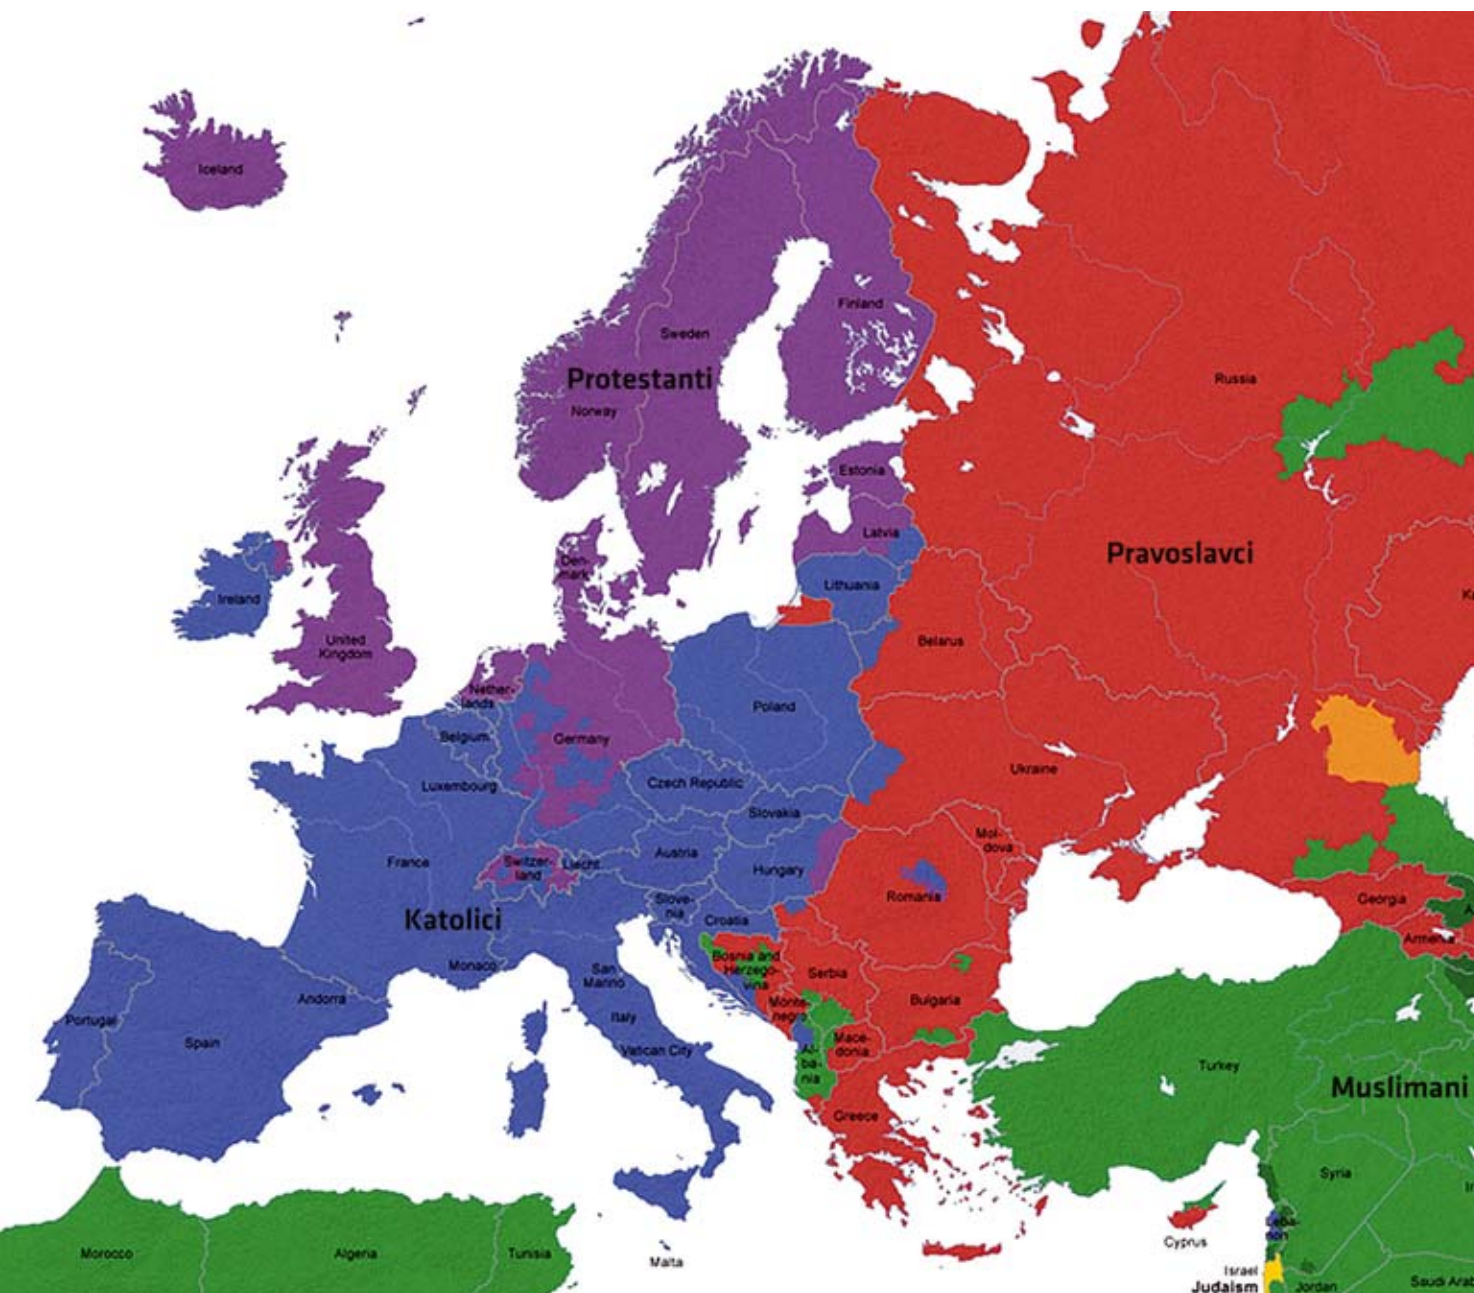 Iceland
Finland
Sweden
Protestanti
Norway
Russia
Estonia
Latvia
Pravoslavci
Den-
mark
Lithuania
Ireland
United
Kingdom
Belarus
Nether-
lands
Poland
Belgium
Germany
Ukraine
Czech Republic
Luxembourg
Slovakia
Mol-
dova
France
Switzer-
land
Liecht.
Austria
Hungary
Romania
Georgia
Slove-
nia
Croatia
Katolici
Armenia
Bosnia and
Herzego-
vina
Monaco
San
Marino
Serbia
Andorra
Monte-
negro
Bulgaria
Portugal
Italy
Spain
Vatican City
Al-
ba-
nia
Mace-
donia
Turkey
Muslimani
Greece
Syria
Leba-
non
Morocco
Algeria
Tunisia
Malta
Cyprus
Israel
Judaism
Jordan
Saudi Arab